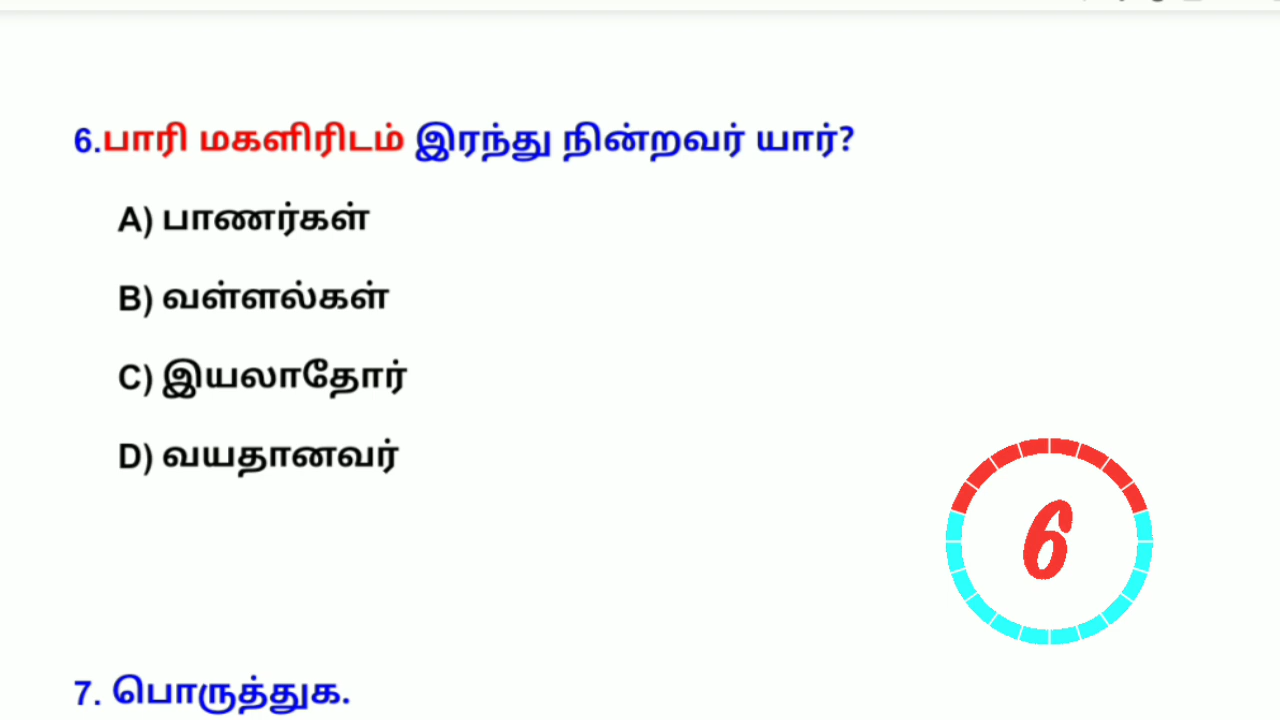 6.பாரி மகளிரிடம் இரந்து நின்றவர் யார்?
A) பாணர்கள்
B) வள்ளல்கள்
C) இயலாதோர்
D) வயதானவர்
6
7. பொருத்துக.